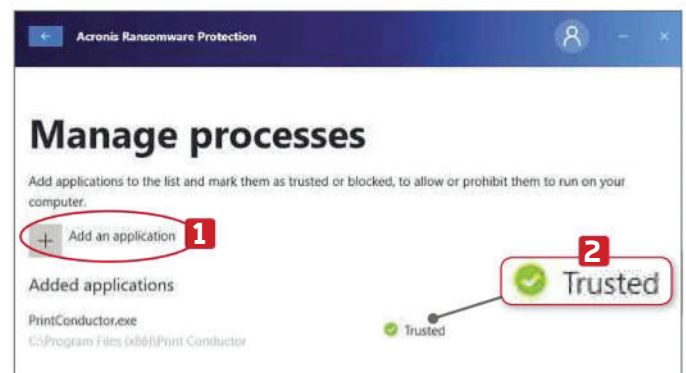 Acronis Ransomware Protection
Manage processes
Add applications to the list and mark them as trusted or blocked, to allow or prohibit them to run on your
computer.
+ Add an application 1
2
Trusted
Added applications
PrintConductor.exe
Trusted
C:\Program Files (x86)\Print Conductor